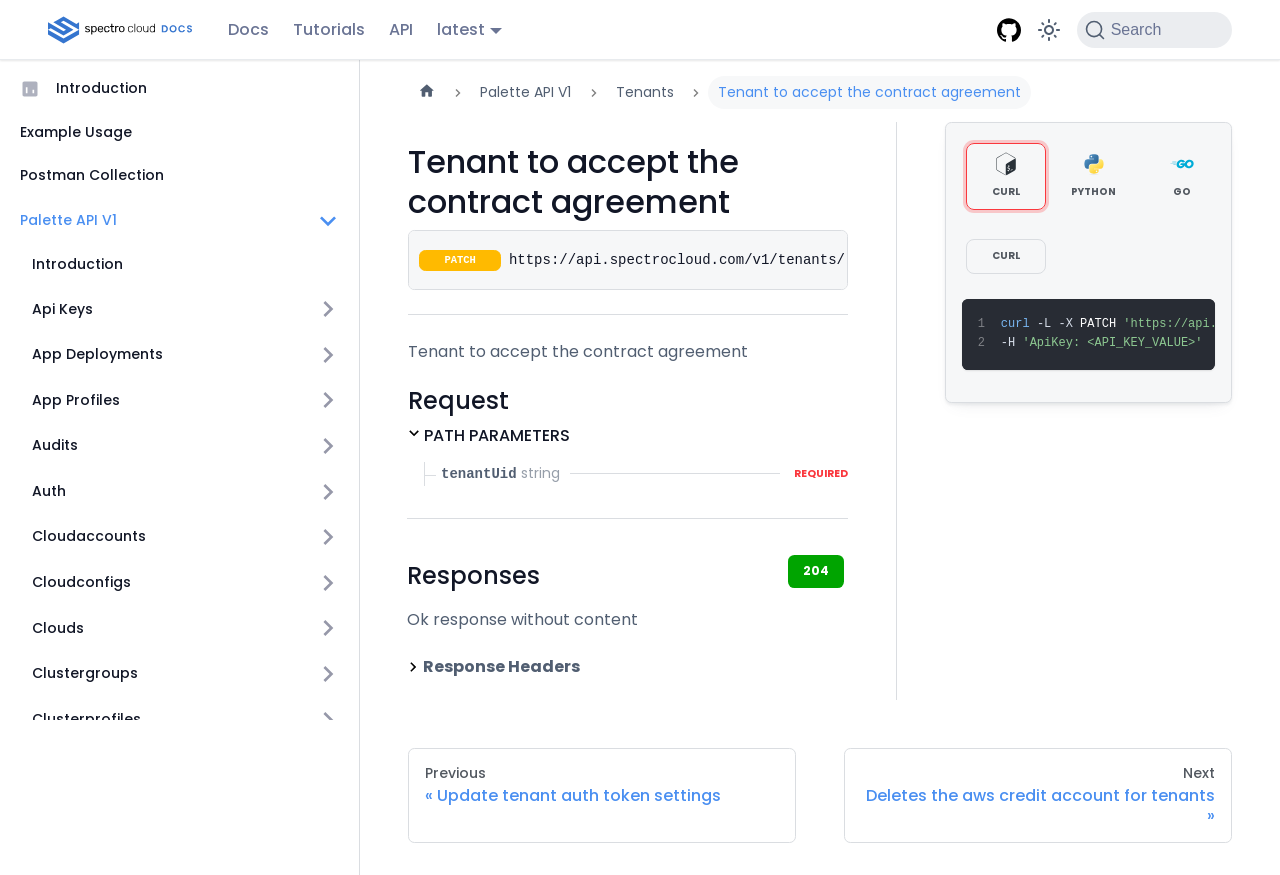 spectro cloud DOCS
Docs
Tutorials
API
latest
Search
Introduction
Example Usage
Postman Collection
Palette API V1
Introduction
Api Keys
App Deployments
App Profiles
Audits
Auth
Cloudaccounts
Cloudconfigs
Clouds
Clustergroups
Clusterprofiles
Palette API V1
Tenants
Tenant to accept the contract agreement
Tenant to accept the
contract agreement
PATCH https://api.spectrocloud.com/v1/tenants/
Tenant to accept the contract agreement
Request
PATH PARAMETERS
tenantUid string REQUIRED
Responses
204
Ok response without content
Response Headers
CURL
PYTHON
GO
CURL
1 curl -L -X PATCH 'https://api.
2 -H 'ApiKey: <API_KEY_VALUE>'
Previous
« Update tenant auth token settings
Next
Deletes the aws credit account for tenants
»